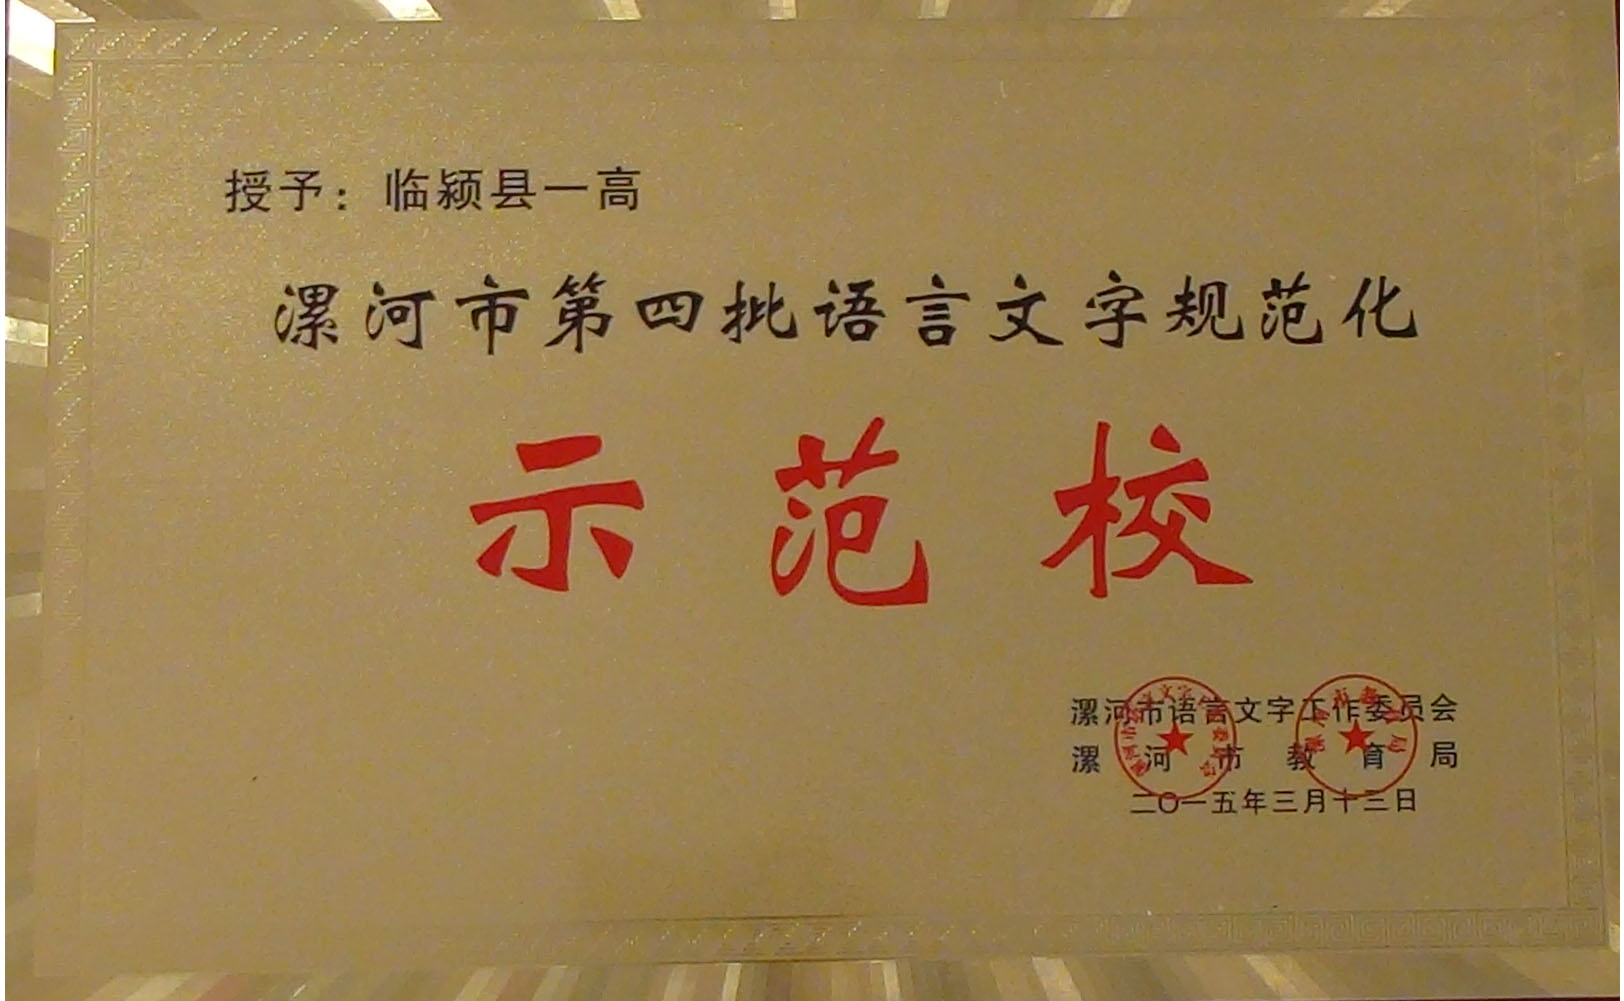 授予：临颍县一高
漯河市第四批语言文字规范化
示范校
漯河市语言文字工作委员会
漯河市教育局
二〇一五年三月十三日